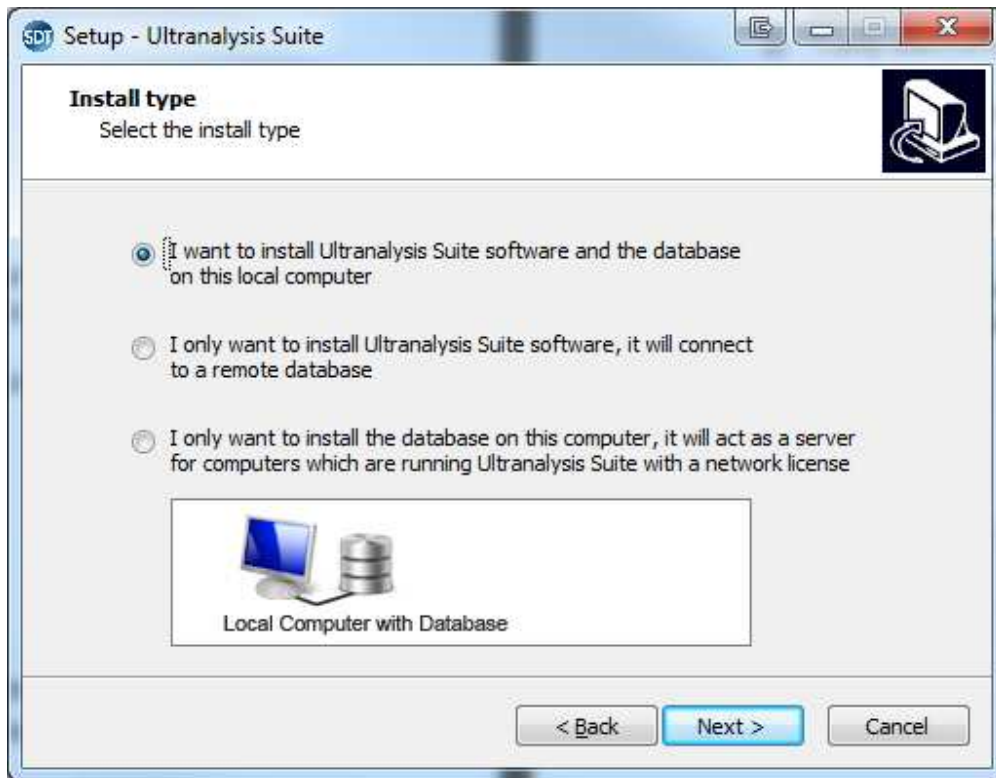 SDT Setup - Ultranalysis Suite
Install type
Select the install type
I want to install Ultranalysis Suite software and the database
on this local computer
I only want to install Ultranalysis Suite software, it will connect
to a remote database
I only want to install the database on this computer, it will act as a server
for computers which are running Ultranalysis Suite with a network license
Local Computer with Database
< Back Next > Cancel